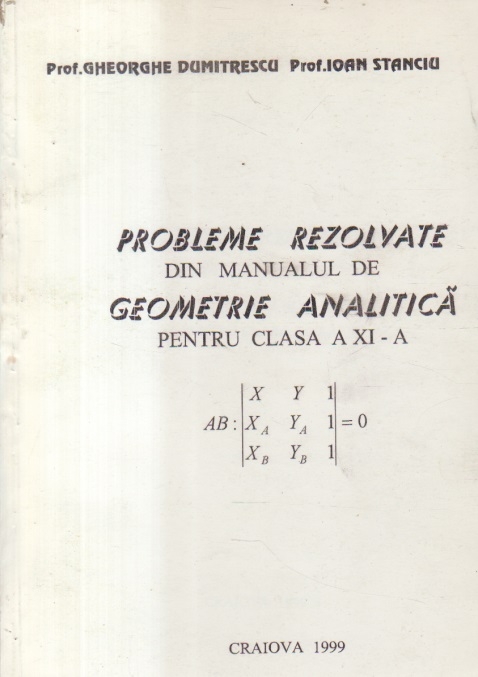 Prof.GHEORGHE DUMITRESCU Prof.IOAN STANCIU
PROBLEME REZOLVATE
DIN MANUALUL DE
GEOMETRIE ANALITICĂ
PENTRU CLASA A XI - A
X Y 1
AB : X_A Y_A 1 = 0
X_B Y_B 1
CRAIOVA 1999